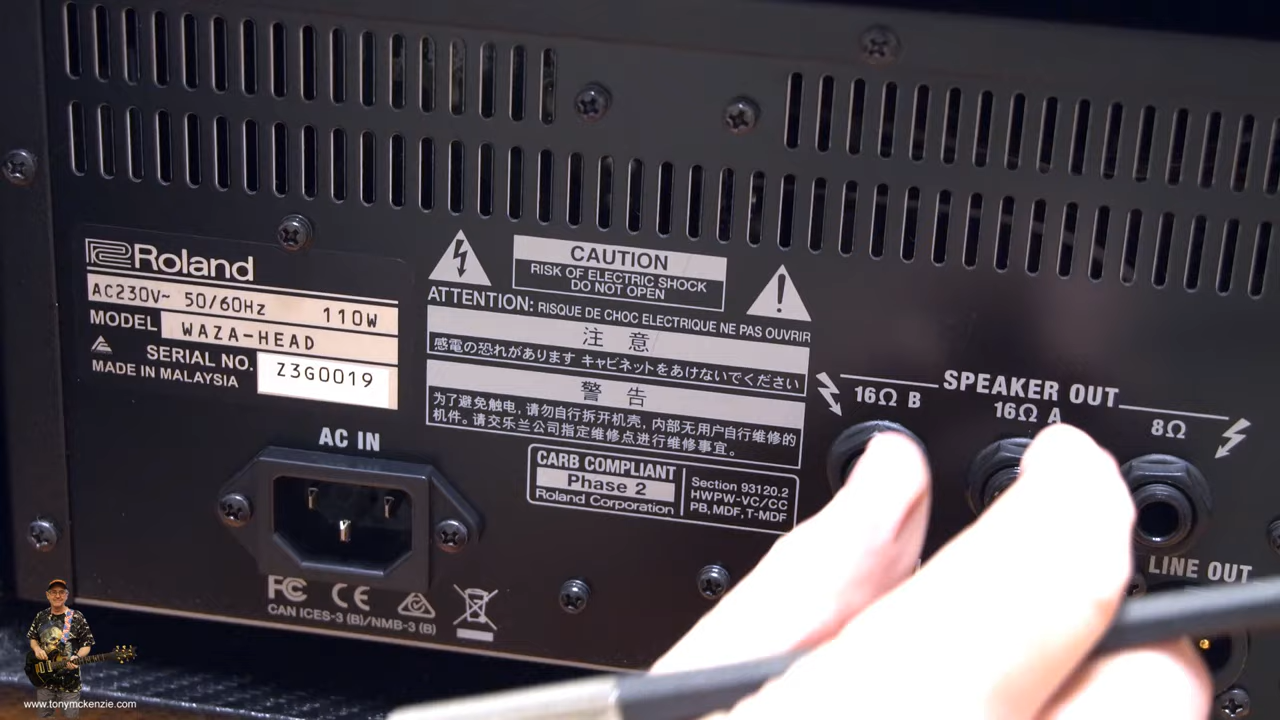 Roland
AC230V~ 50/60Hz 110W
MODEL WAZA-HEAD
SERIAL NO. Z3G0019
MADE IN MALAYSIA
CAUTION
RISK OF ELECTRIC SHOCK
DO NOT OPEN
ATTENTION: RISQUE DE CHOC ELECTRIQUE NE PAS OUVRIR
注 意
感電の恐れがあります キャビネットをあけないでください
警 告
为了避免触电,请勿自行拆开机壳,内部无用户自行维修的
机件。请交乐兰公司指定维修点进行维修事宜。
CARB COMPLIANT
Phase 2
Roland Corporation
Section 93120.2
HWPW-VC/CC
PB, MDF, T-MDF
AC IN
FC CE
CAN ICES-3 (B)/NMB-3 (B)
SPEAKER OUT
16Ω B
16Ω A
8Ω
LINE OUT
www.tonymckenzie.com